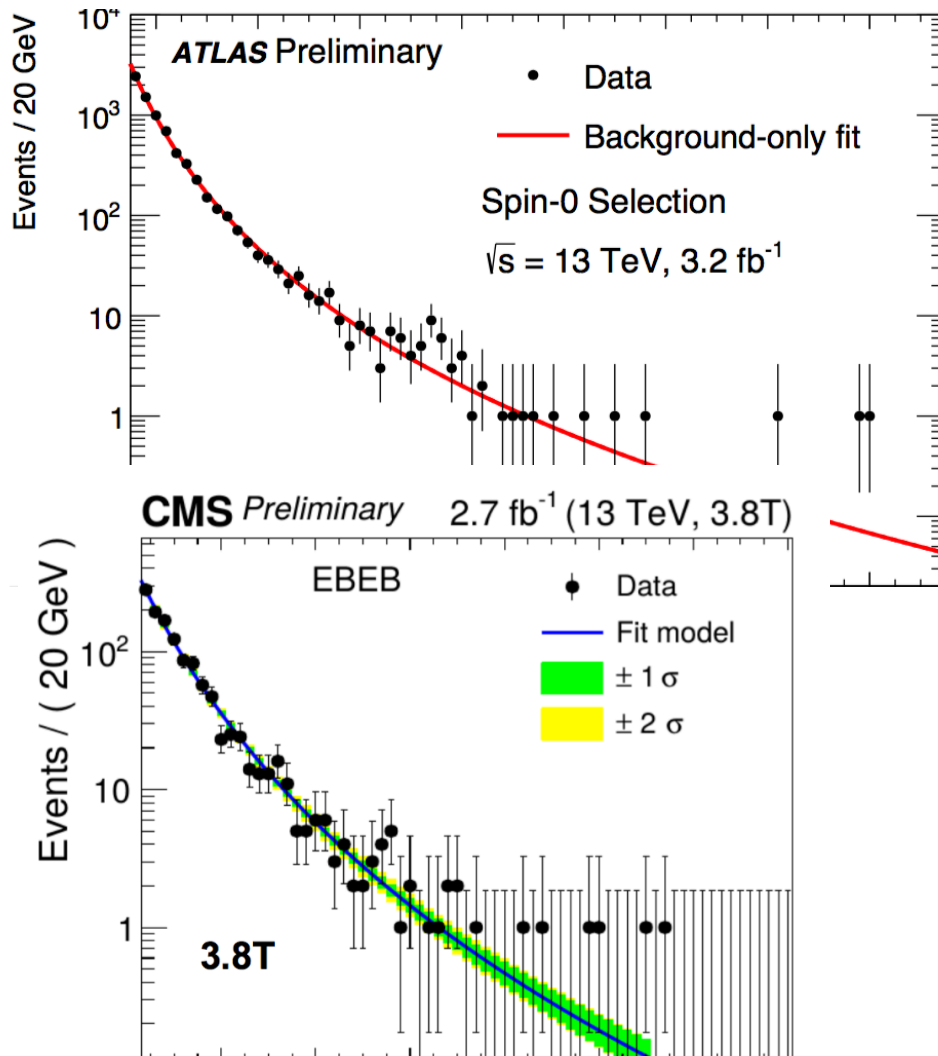 Events / 20 GeV
10⁴
10³
10²
10
1
ATLAS Preliminary
Data
Background-only fit
Spin-0 Selection
√s = 13 TeV, 3.2 fb⁻¹
CMS Preliminary 2.7 fb⁻¹ (13 TeV, 3.8T)
Events / ( 20 GeV )
10²
10
1
EBEB
Data
Fit model
± 1 σ
± 2 σ
3.8T